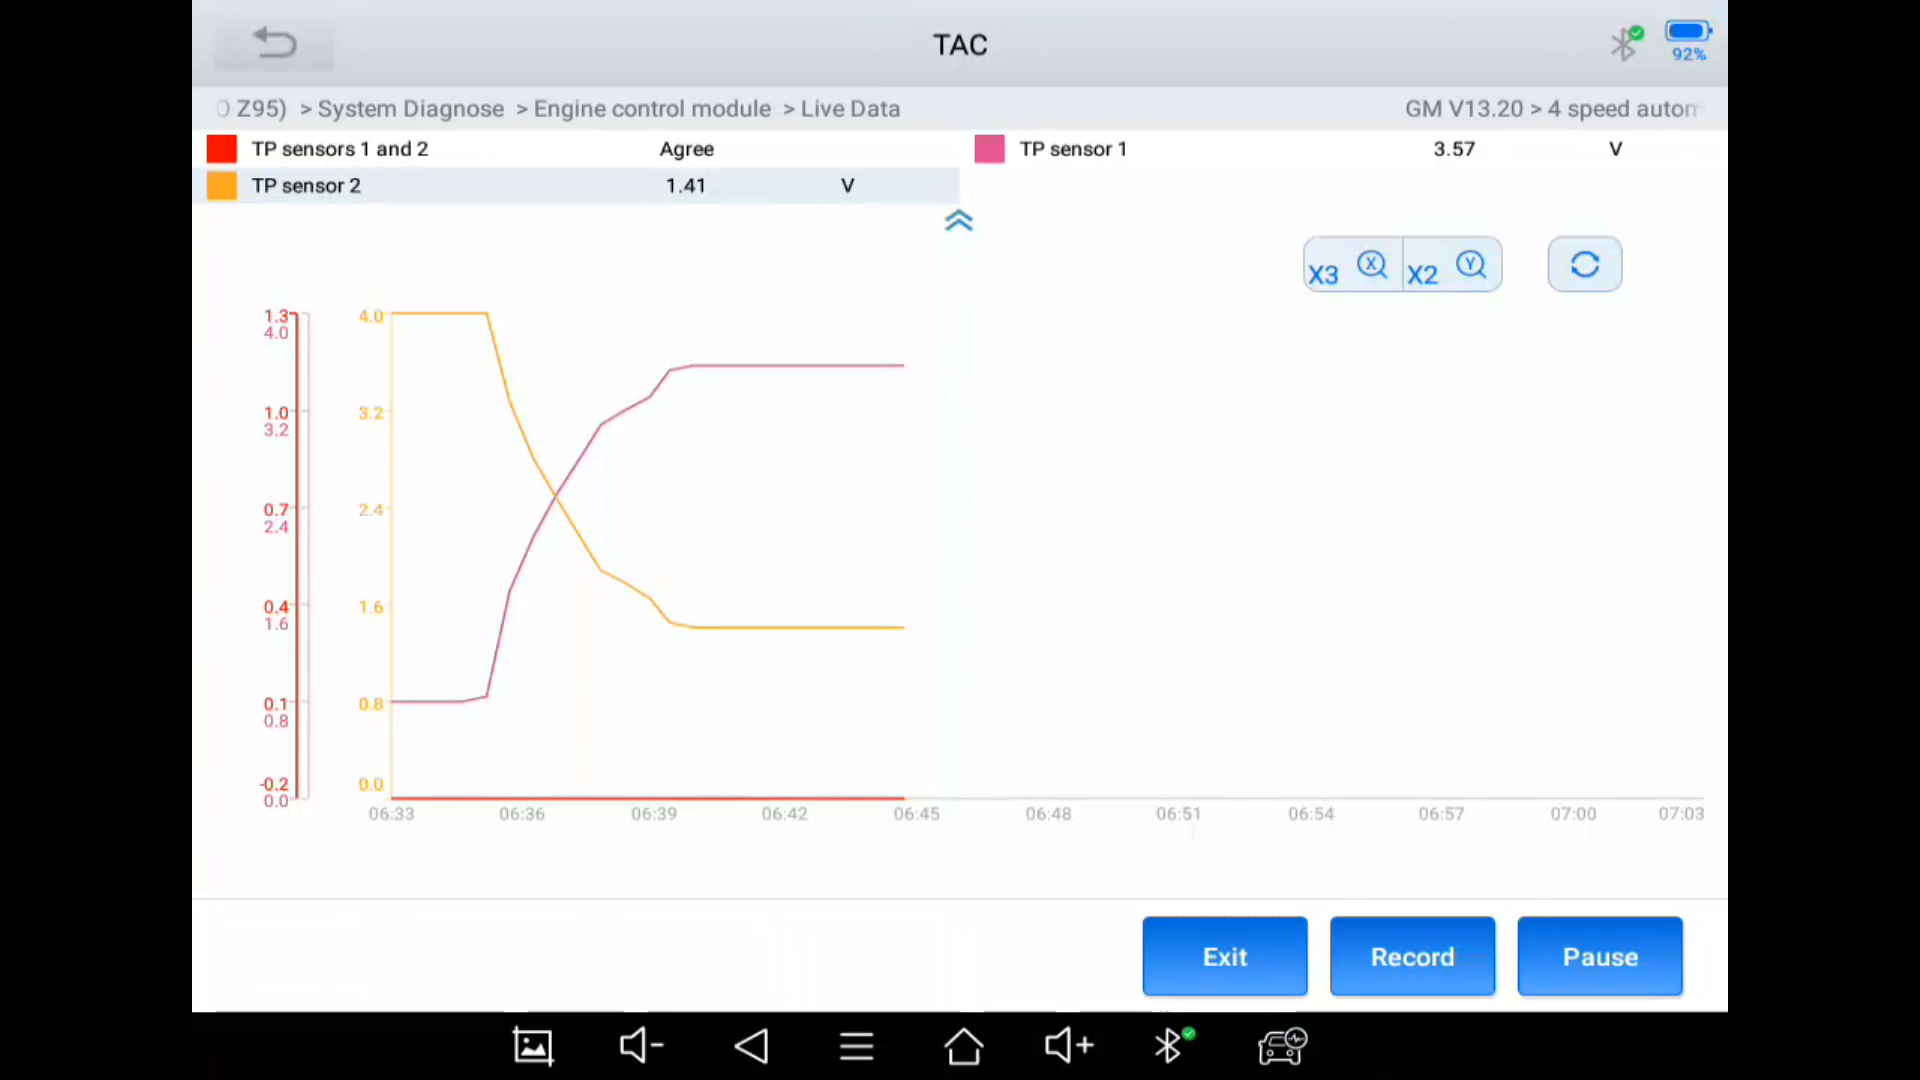 TAC
92%
Z95) > System Diagnose > Engine control module > Live Data
GM V13.20 > 4 speed autom
TP sensors 1 and 2 Agree
TP sensor 1 3.57 V
TP sensor 2 1.41 V
X3 X X2 Y
1.3 4.0
4.0
1.0 3.2
3.2
0.7 2.4
2.4
0.4 1.6
1.6
0.1 0.8
0.8
-0.2 0.0
0.0
06:33 06:36 06:39 06:42 06:45 06:48 06:51 06:54 06:57 07:00 07:03
Exit Record Pause